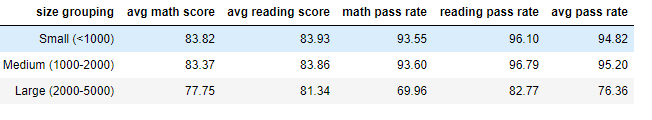 size grouping avg math score avg reading score math pass rate reading pass rate avg pass rate
Small (<1000) 83.82 83.93 93.55 96.10 94.82
Medium (1000-2000) 83.37 83.86 93.60 96.79 95.20
Large (2000-5000) 77.75 81.34 69.96 82.77 76.36